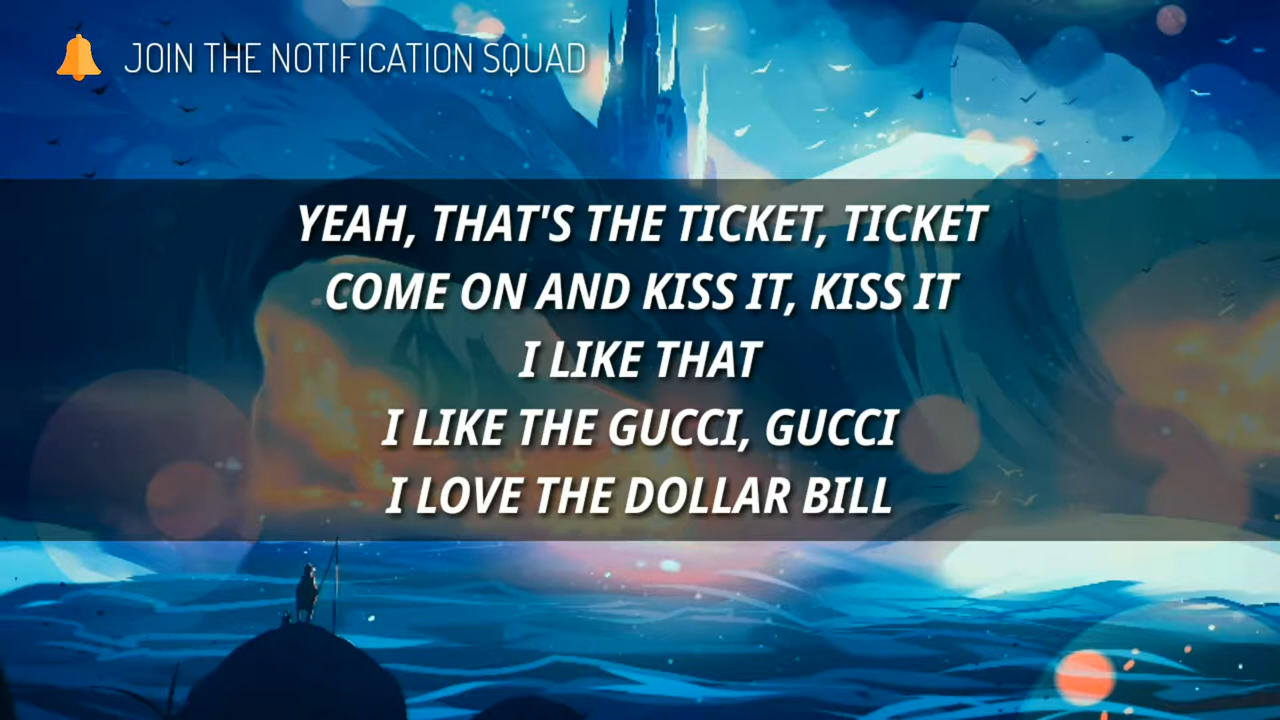 JOIN THE NOTIFICATION SQUAD
YEAH, THAT'S THE TICKET, TICKET
COME ON AND KISS IT, KISS IT
I LIKE THAT
I LIKE THE GUCCI, GUCCI
I LOVE THE DOLLAR BILL